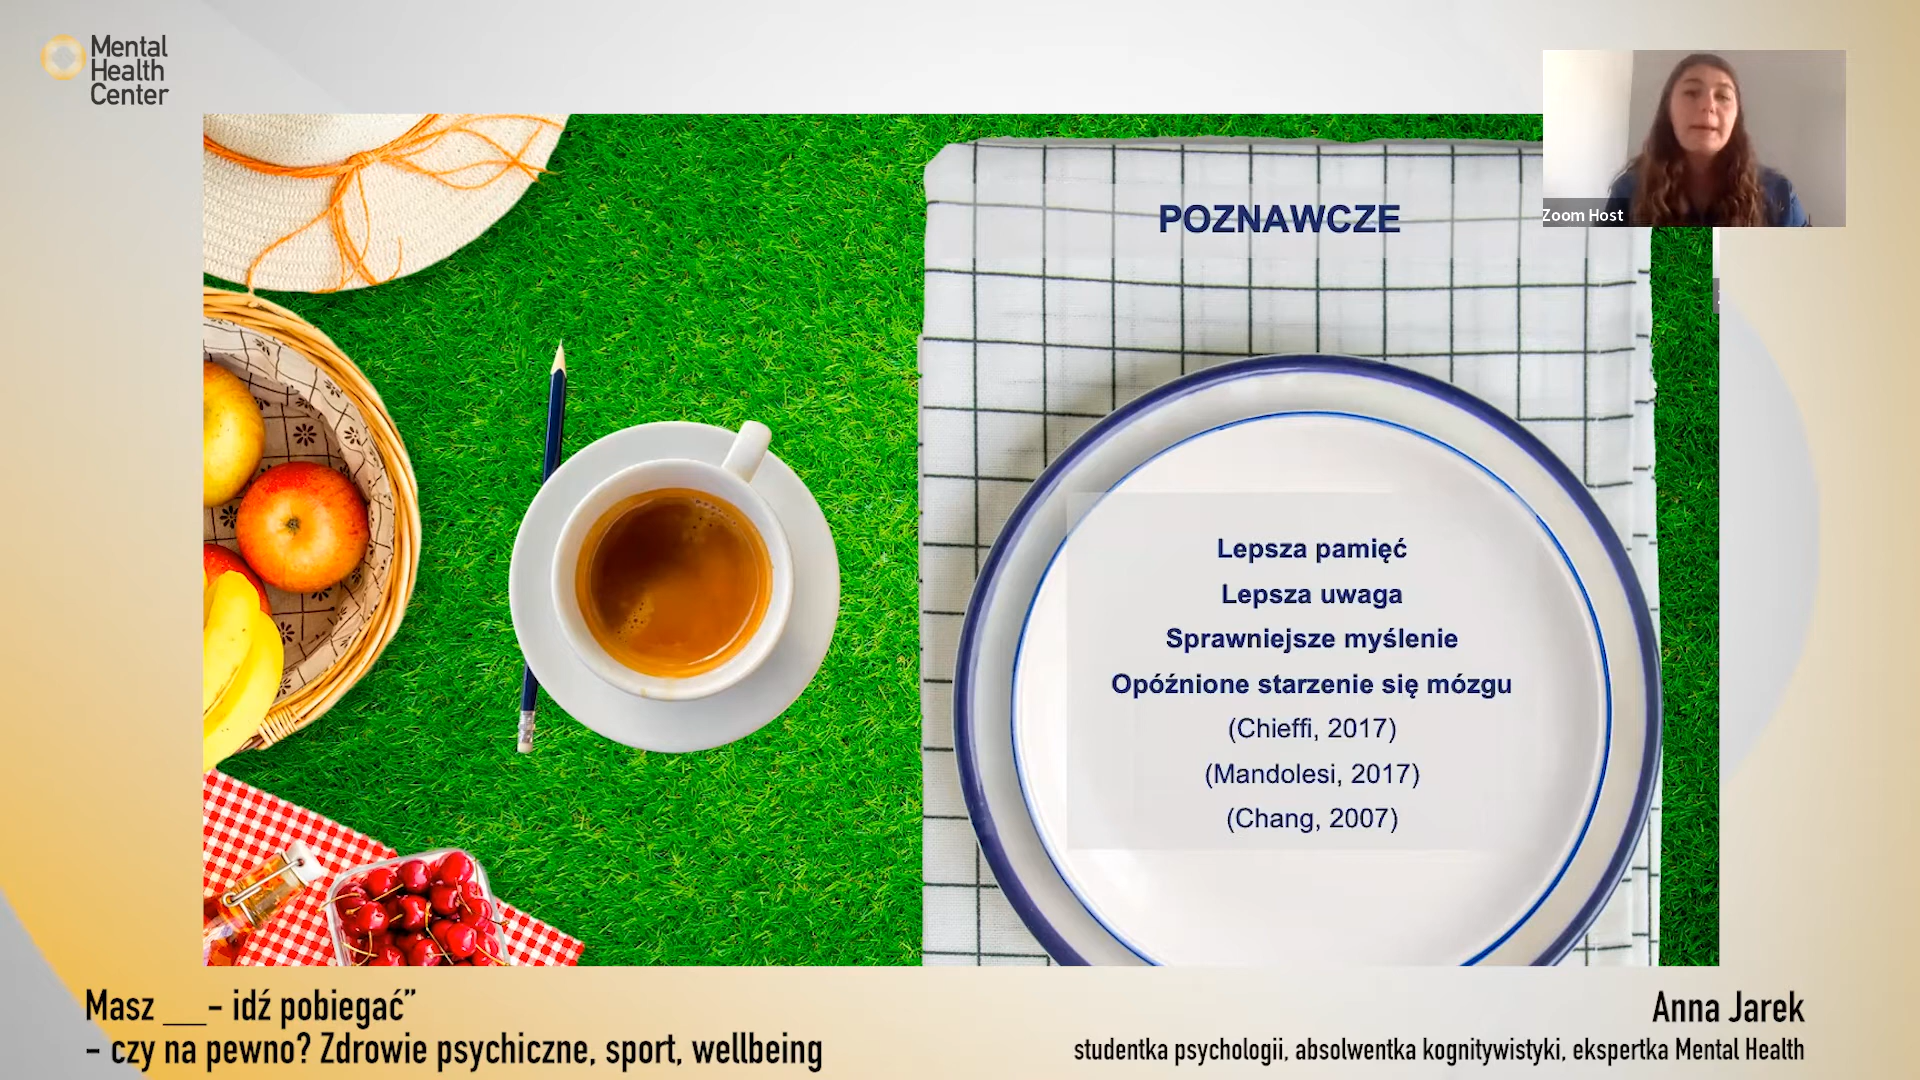 Mental
Health
Center
Zoom Host
POZNAWCZE
Lepsza pamięć
Lepsza uwaga
Sprawniejsze myślenie
Opóźnione starzenie się mózgu
(Chieffi, 2017)
(Mandolesi, 2017)
(Chang, 2007)
Masz __- idź pobiegać”
- czy na pewno? Zdrowie psychiczne, sport, wellbeing
Anna Jarek
studentka psychologii, absolwentka kognitywistyki, ekspertka Mental Health